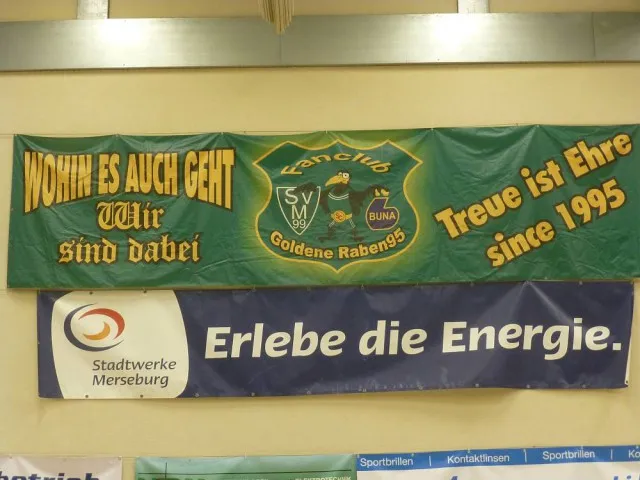 WOHIN ES AUCH GEHT
Wir
sind dabei
Fanclub
SV
M
99
BUNA
Goldene Raben95
Treue ist Ehre
since 1995
Stadtwerke
Merseburg
Erlebe die Energie.
Sportbrillen | Kontaktlinsen | Sportbrillen | Ko